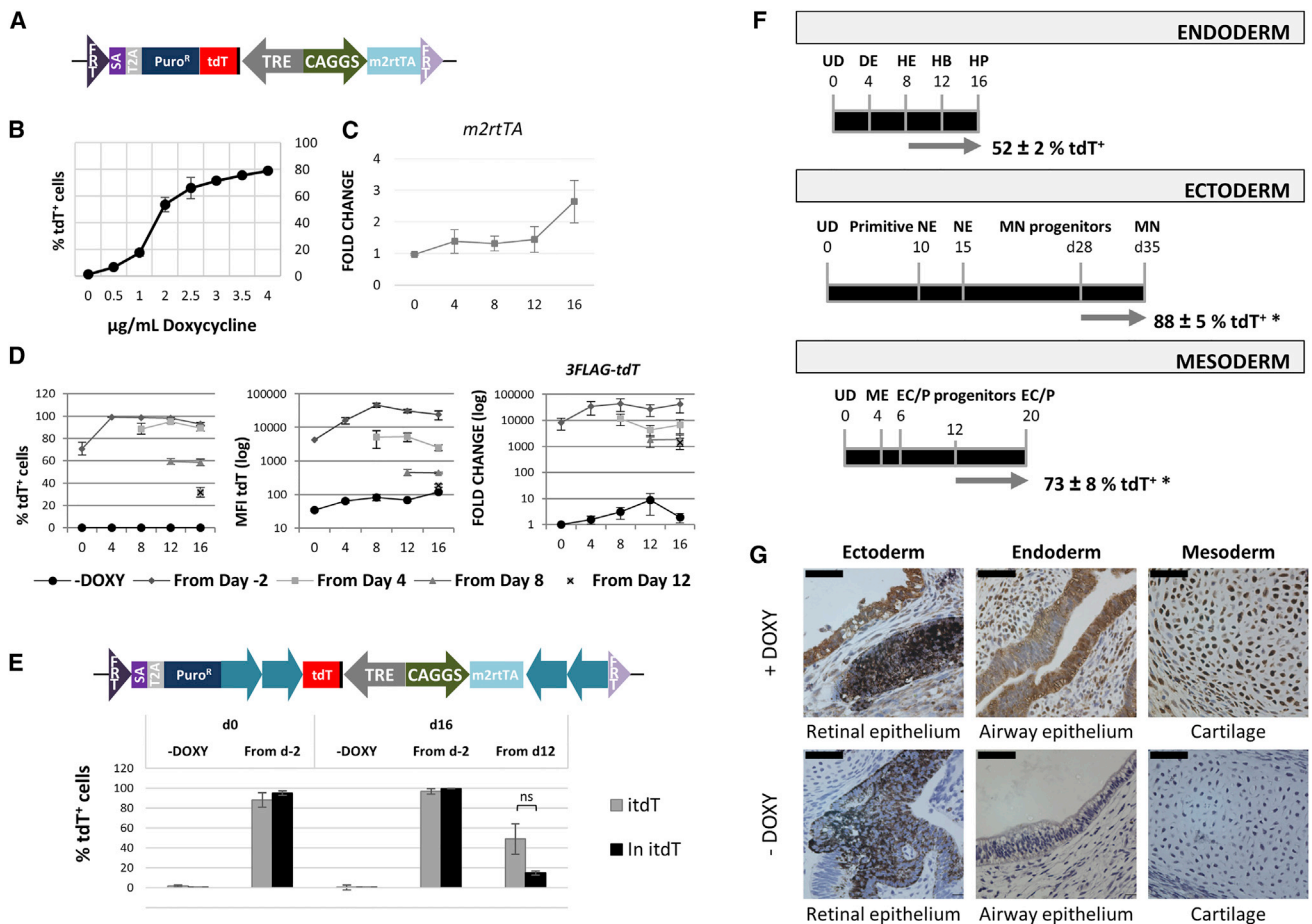 A
FRT SA T2A Puroᴿ tdT TRE CAGGS m2rtTA FRT
B
% tdT⁺ cells
100
80
60
40
20
0
0 0.5 1 2 2.5 3 3.5 4
µg/mL Doxycycline
C
m2rtTA
FOLD CHANGE
4
3
2
1
0
0 4 8 12 16
D
% tdT⁺ cells
120
100
80
60
40
20
0
0 4 8 12 16
MFI tdT (log)
100000
10000
1000
100
10
0 4 8 12 16
3FLAG-tdT
FOLD CHANGE (log)
100000
10000
1000
100
10
1
0 4 8 12 16
-DOXY From Day -2 From Day 4 From Day 8 From Day 12
E
FRT SA T2A Puroᴿ tdT TRE CAGGS m2rtTA FRT
d0 d16
-DOXY From d-2 -DOXY From d-2 From d12
% tdT⁺ cells
120
100
80
60
40
20
0
ns
itdT
In itdT
F
ENDODERM
UD DE HE HB HP
0 4 8 12 16
52 ± 2 % tdT⁺
ECTODERM
UD Primitive NE NE MN progenitors MN
0 10 15 d28 d35
88 ± 5 % tdT⁺ *
MESODERM
UD ME EC/P progenitors EC/P
0 4 6 12 20
73 ± 8 % tdT⁺ *
G
Ectoderm Endoderm Mesoderm
+ DOXY
Retinal epithelium Airway epithelium Cartilage
- DOXY
Retinal epithelium Airway epithelium Cartilage